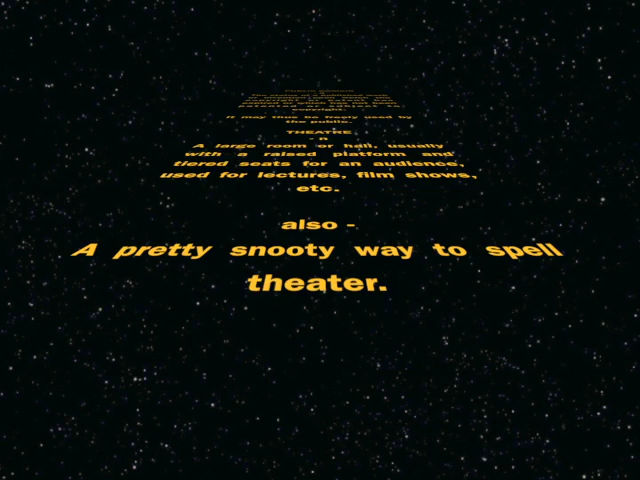 copyright.
It may thus be freely used by
the public.
THEATRE
- n
A large room or hall, usually
with a raised platform and
tiered seats for an audience,
used for lectures, film shows,
etc.
also -
A pretty snooty way to spell
theater.